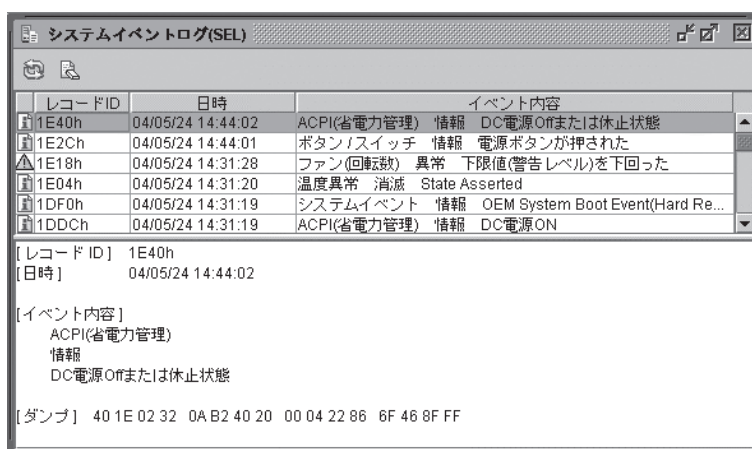 システムイベントログ(SEL)
レコードID 日時 イベント内容
1E40h 04/05/24 14:44:02 ACPI(省電力管理) 情報 DC電源Offまたは休止状態
1E2Ch 04/05/24 14:44:01 ボタン/スイッチ 情報 電源ボタンが押された
1E18h 04/05/24 14:31:28 ファン(回転数) 異常 下限値(警告レベル)を下回った
1E04h 04/05/24 14:31:20 温度異常 消滅 State Asserted
1DF0h 04/05/24 14:31:19 システムイベント 情報 OEM System Boot Event(Hard Re...
1DDCh 04/05/24 14:31:19 ACPI(省電力管理) 情報 DC電源ON
[レコード ID] 1E40h
[日時] 04/05/24 14:44:02
[イベント内容]
ACPI(省電力管理)
情報
DC電源Offまたは休止状態
[ダンプ] 40 1E 02 32 0A B2 40 20 00 04 22 86 6F 46 8F FF